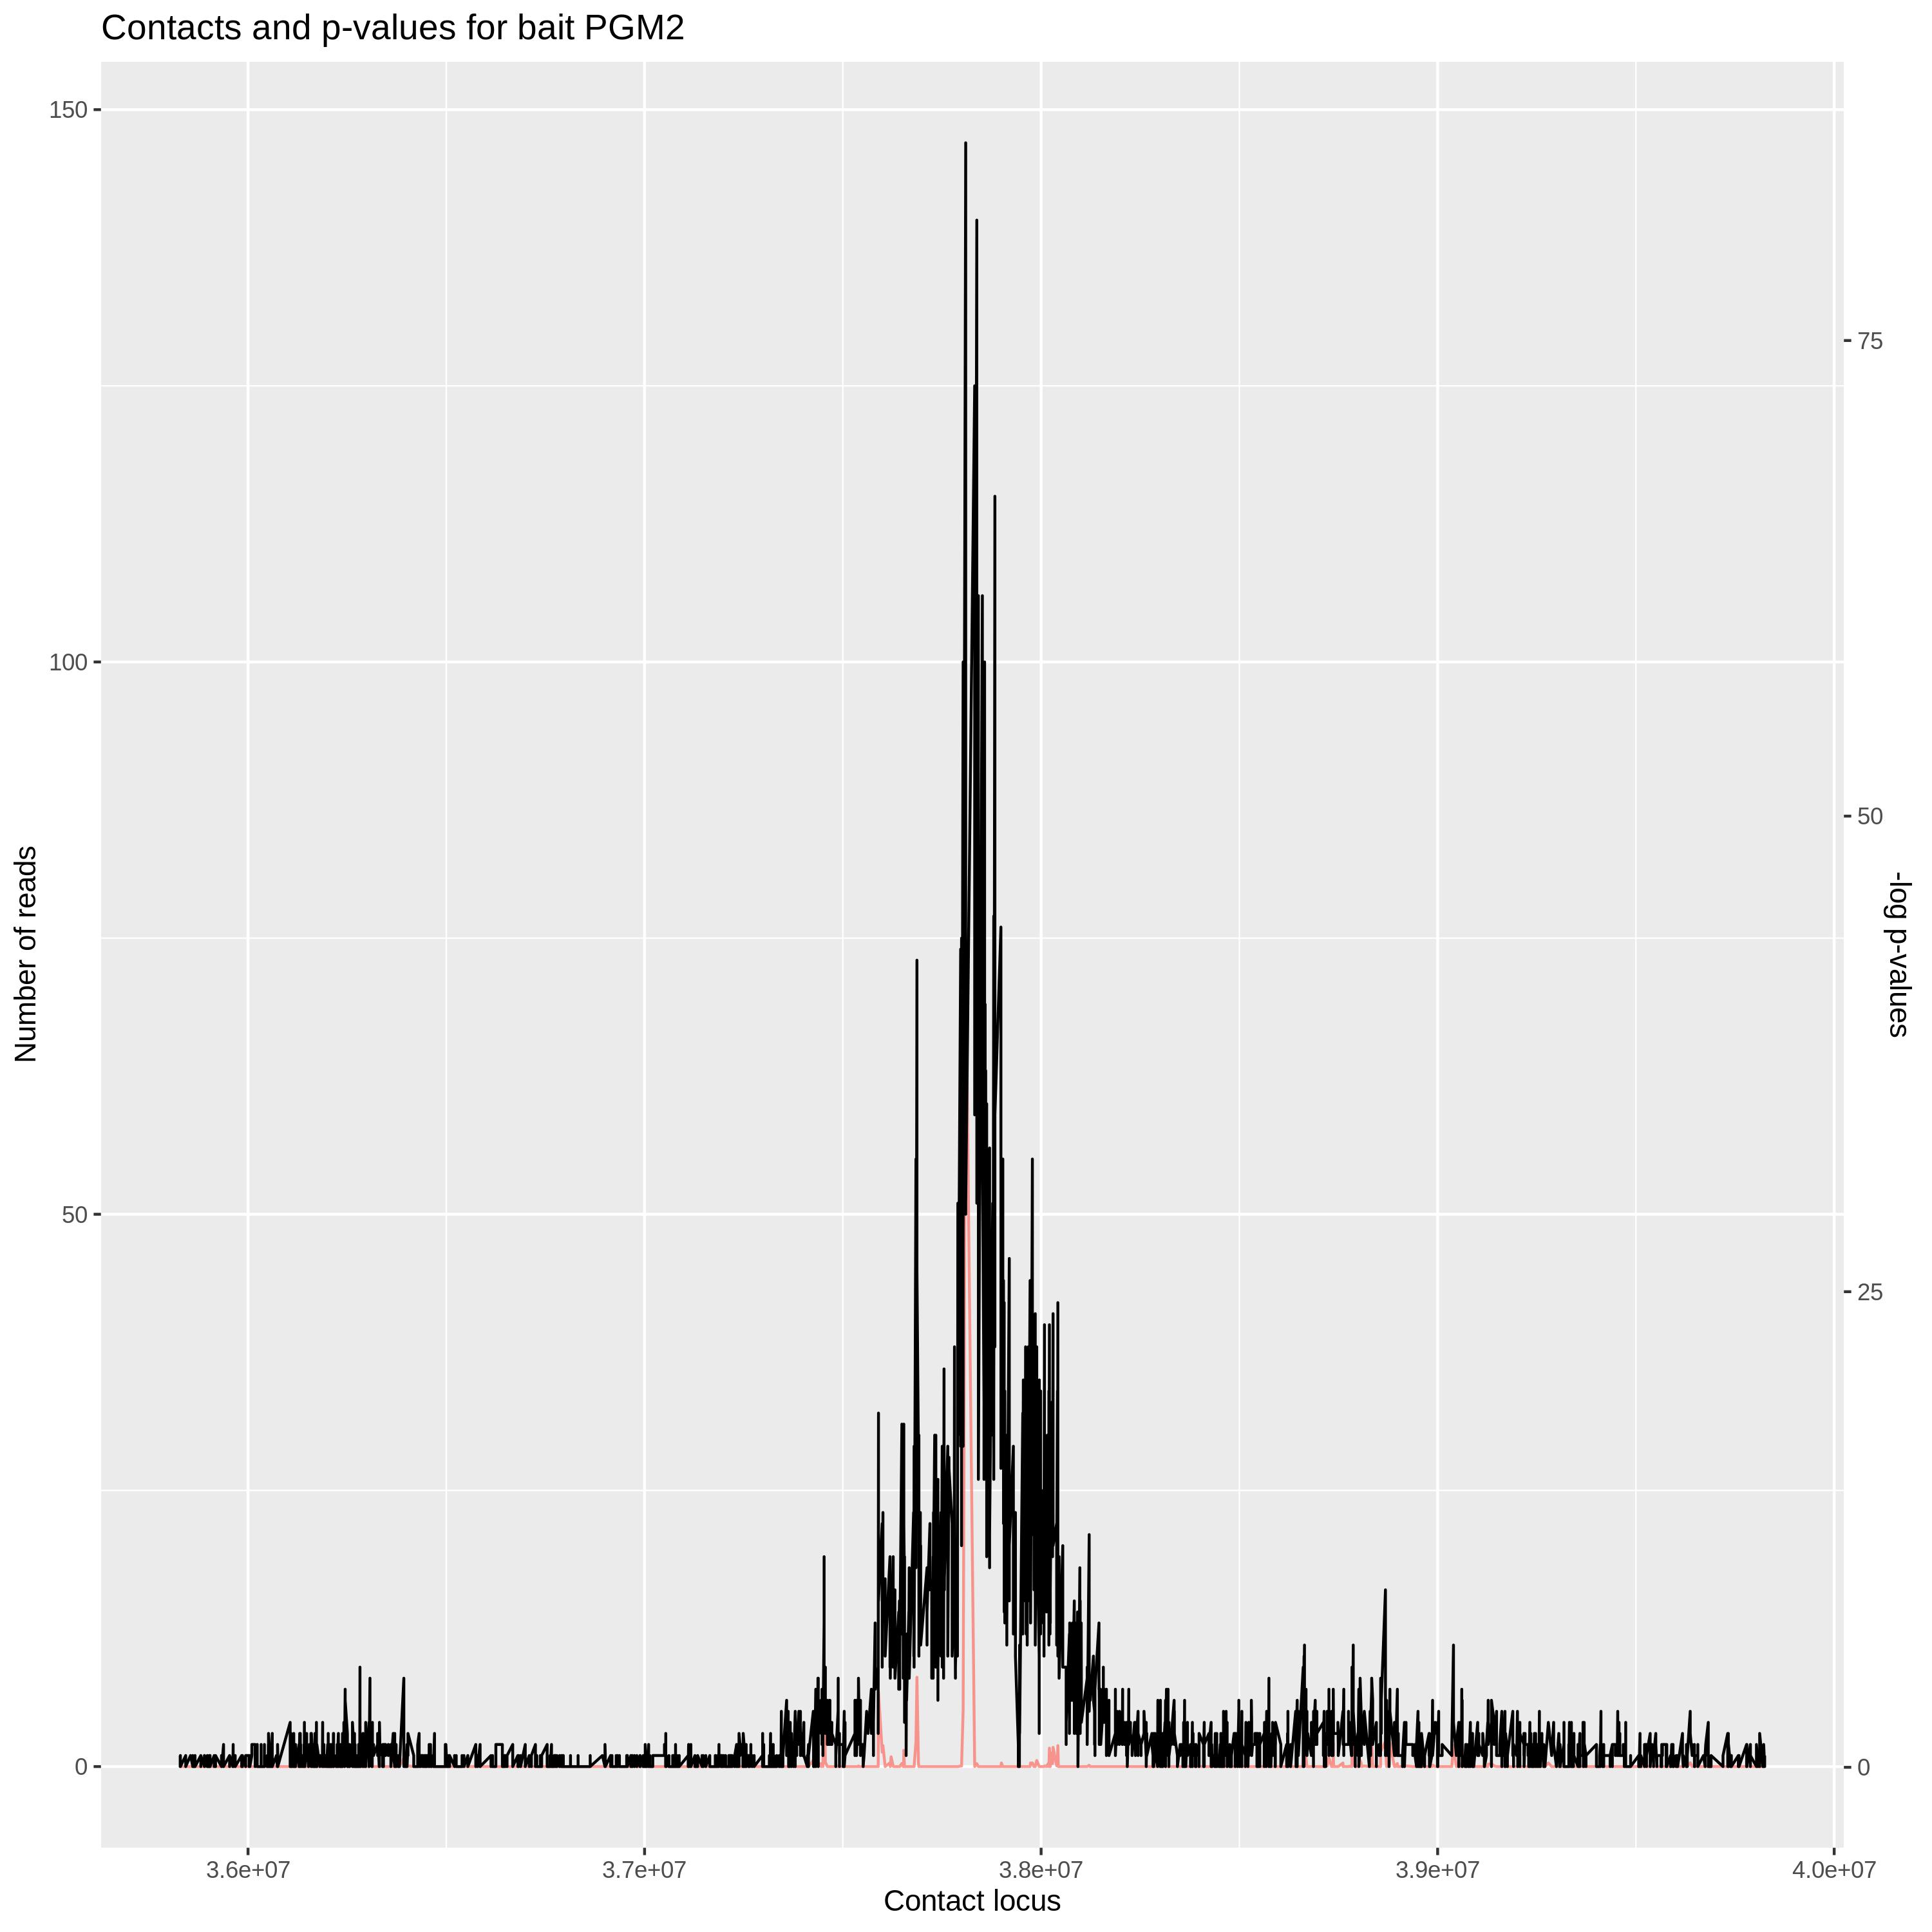 Contacts and p-values for bait PGM2
150
100
50
0
Number of reads
75
50
25
0
-log p-values
3.6e+07 3.7e+07 3.8e+07 3.9e+07 4.0e+07
Contact locus